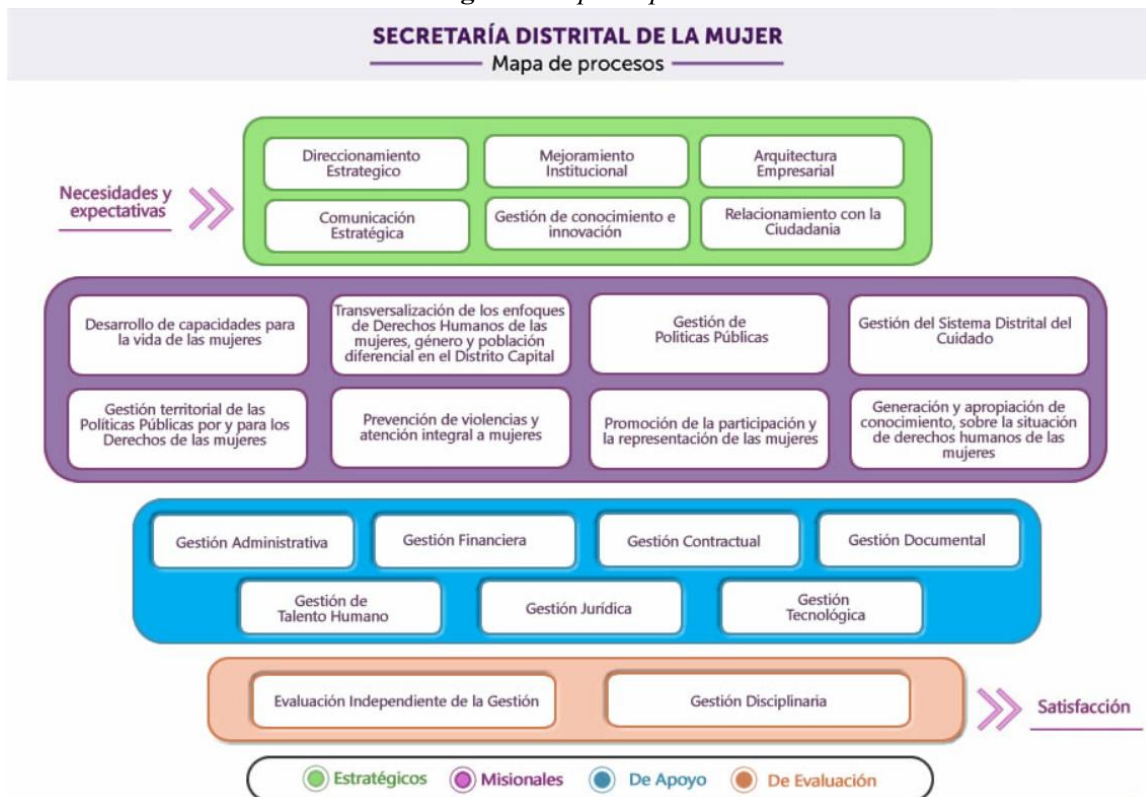 SECRETARÍA DISTRITAL DE LA MUJER
Mapa de procesos
Necesidades y
expectativas
Direccionamiento
Estrategico
Mejoramiento
Institucional
Arquitectura
Empresarial
Comunicación
Estratégica
Gestión de conocimiento e
innovación
Relacionamiento con la
Ciudadania
Desarrollo de capacidades para
la vida de las mujeres
Transversalización de los enfoques
de Derechos Humanos de las
mujeres, género y población
diferencial en el Distrito Capital
Gestión de
Politicas Públicas
Gestión del Sistema Distrital del
Cuidado
Gestión territorial de las
Políticas Públicas por y para los
Derechos de las mujeres
Prevención de violencias y
atención integral a mujeres
Promoción de la participación y
la representación de las mujeres
Generación y apropiación de
conocimiento, sobre la situación
de derechos humanos de las
mujeres
Gestión Administrativa
Gestión Financiera
Gestión Contractual
Gestión Documental
Gestión de
Talento Humano
Gestión Jurídica
Gestión
Tecnológica
Evaluación Independiente de la Gestión
Gestión Disciplinaria
Satisfacción
Estratégicos
Misionales
De Apoyo
De Evaluación